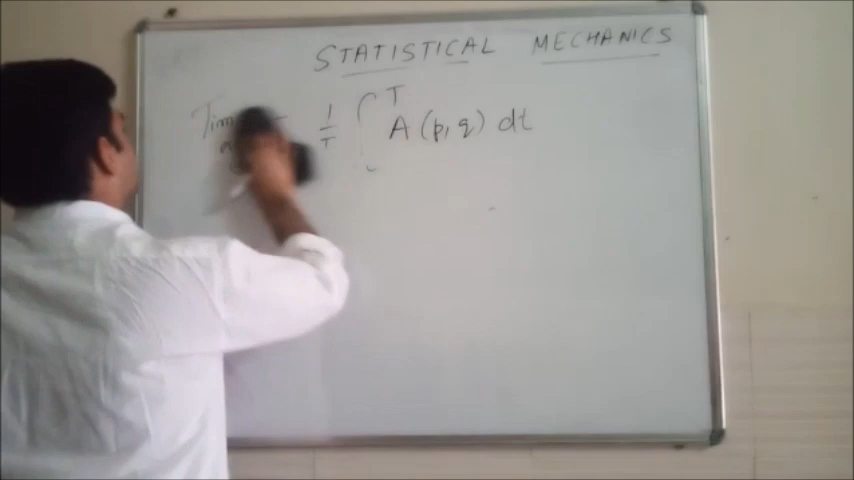 STATISTICAL MECHANICS
1/T ∫ T A (p, q) dt